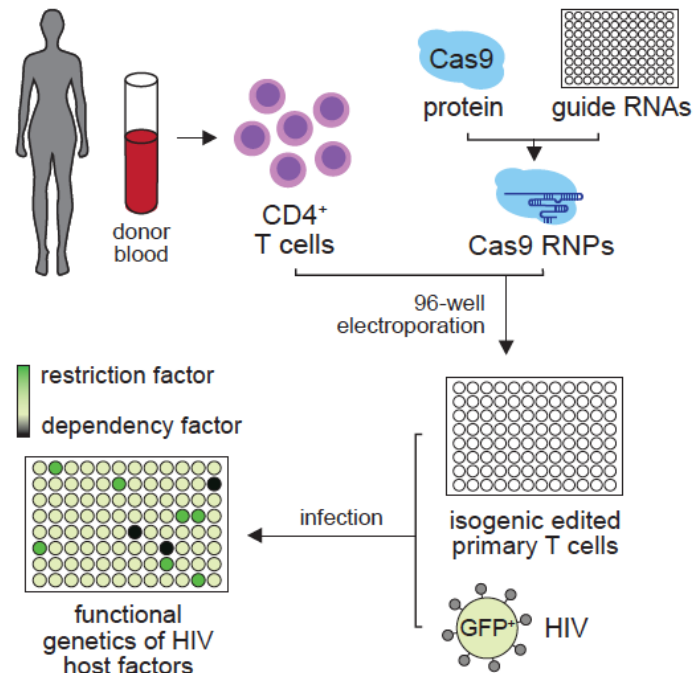 Cas9
protein
guide RNAs
donor
blood
CD4⁺
T cells
Cas9 RNPs
96-well
electroporation
restriction factor
dependency factor
infection
isogenic edited
primary T cells
functional
genetics of HIV
host factors
GFP⁺
HIV